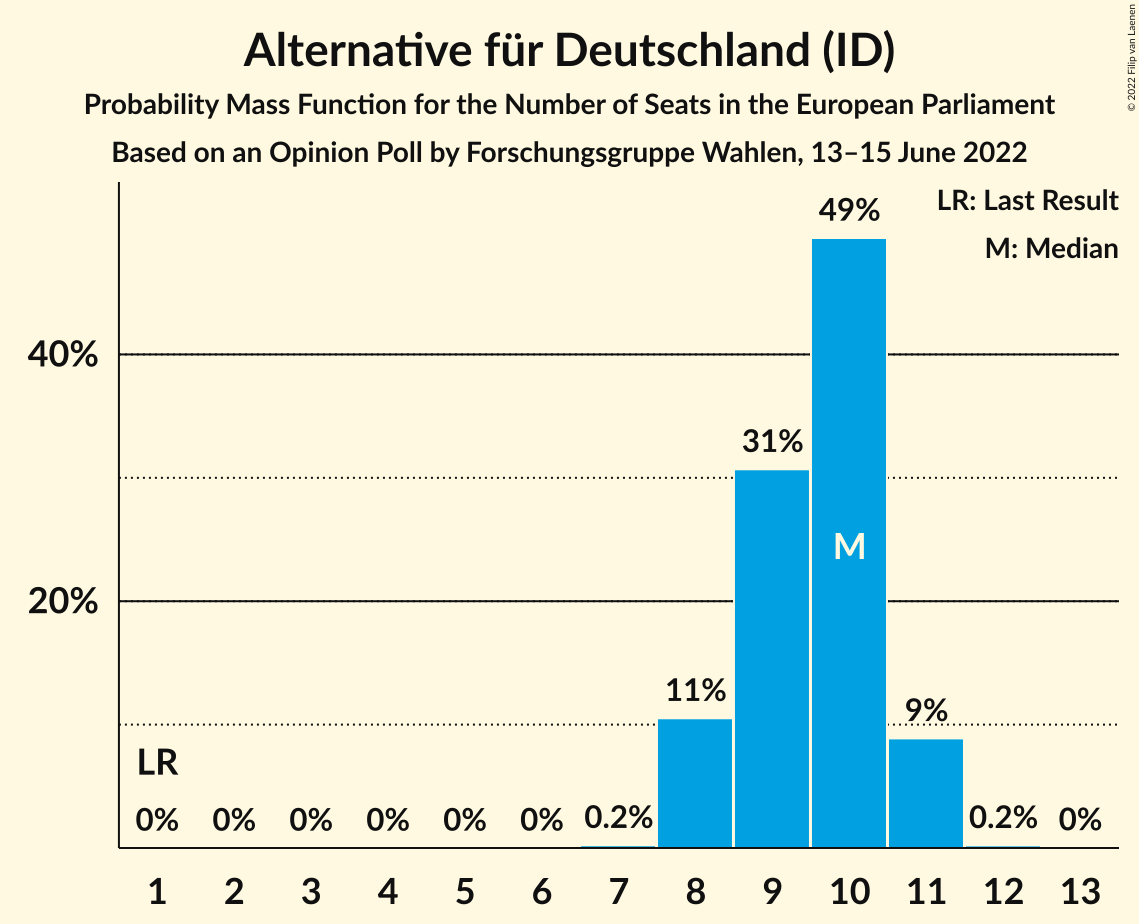 Alternative für Deutschland (ID)
Probability Mass Function for the Number of Seats in the European Parliament
Based on an Opinion Poll by Forschungsgruppe Wahlen, 13–15 June 2022
© 2022 Filip van Laenen
LR: Last Result
M: Median
49%
40%
31%
M
20%
11%
9%
LR
0% 0% 0% 0% 0% 0% 0.2% 0.2% 0%
1 2 3 4 5 6 7 8 9 10 11 12 13